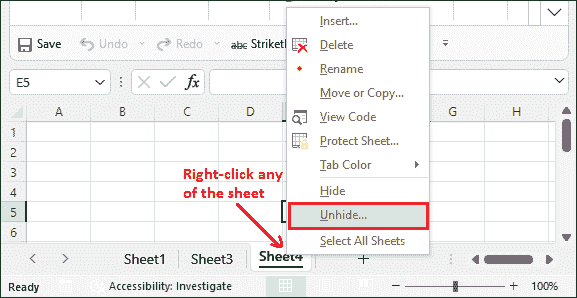 Insert...
Save Undo Redo abc Striketh
Delete
Rename
E5 fx
Move or Copy...
View Code
A B C D G H
Protect Sheet...
1
Tab Color
2
3
Right-click any
of the sheet
Hide
4
Unhide...
5
Select All Sheets
6
Sheet1 Sheet3 Sheet4 +
Ready Accessibility: Investigate 100%